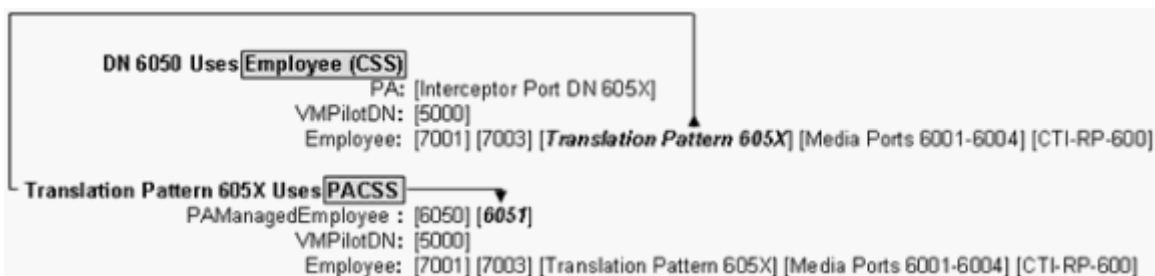 DN 6050 Uses Employee (CSS)
PA: [Interceptor Port DN 605X]
VMPilotDN: [5000]
Employee: [7001] [7003] [Translation Pattern 605X] [Media Ports 6001-6004] [CTI-RP-600]
Translation Pattern 605X Uses PACSS
PAManagedEmployee : [6050] [6051]
VMPilotDN: [5000]
Employee: [7001] [7003] [Translation Pattern 605X] [Media Ports 6001-6004] [CTI-RP-600]